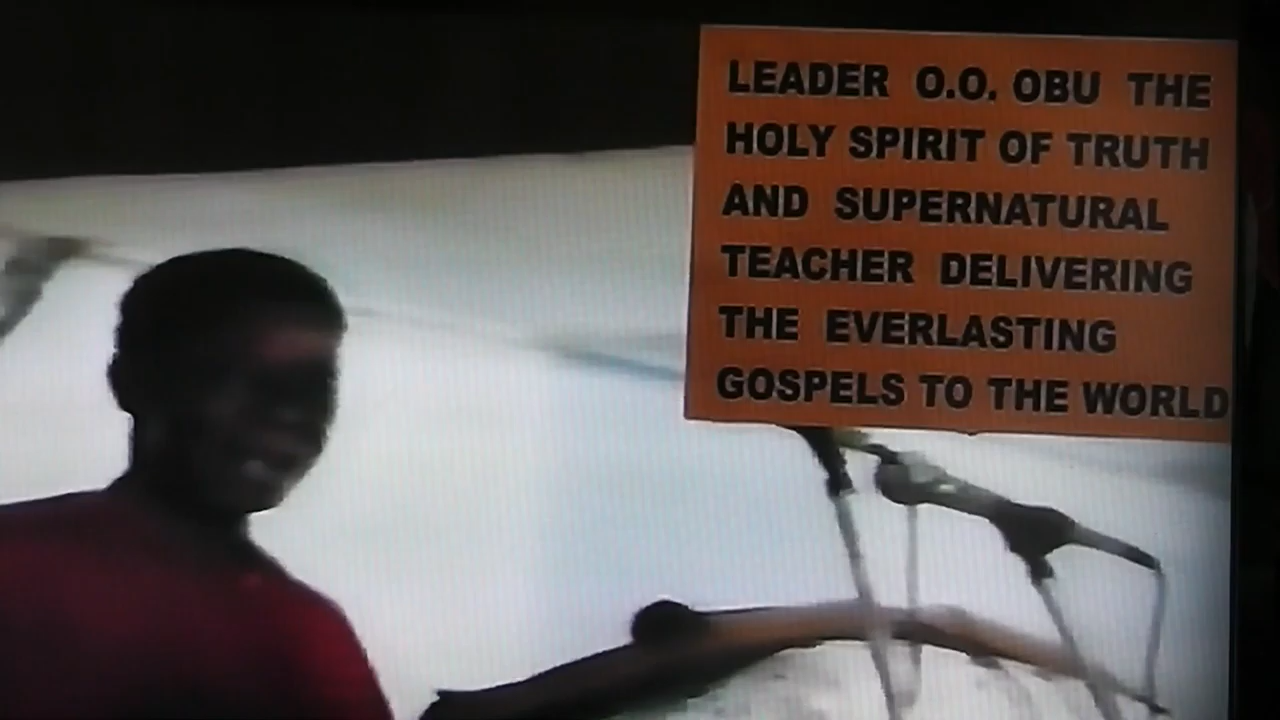 LEADER O.O. OBU THE
HOLY SPIRIT OF TRUTH
AND SUPERNATURAL
TEACHER DELIVERING
THE EVERLASTING
GOSPELS TO THE WORLD